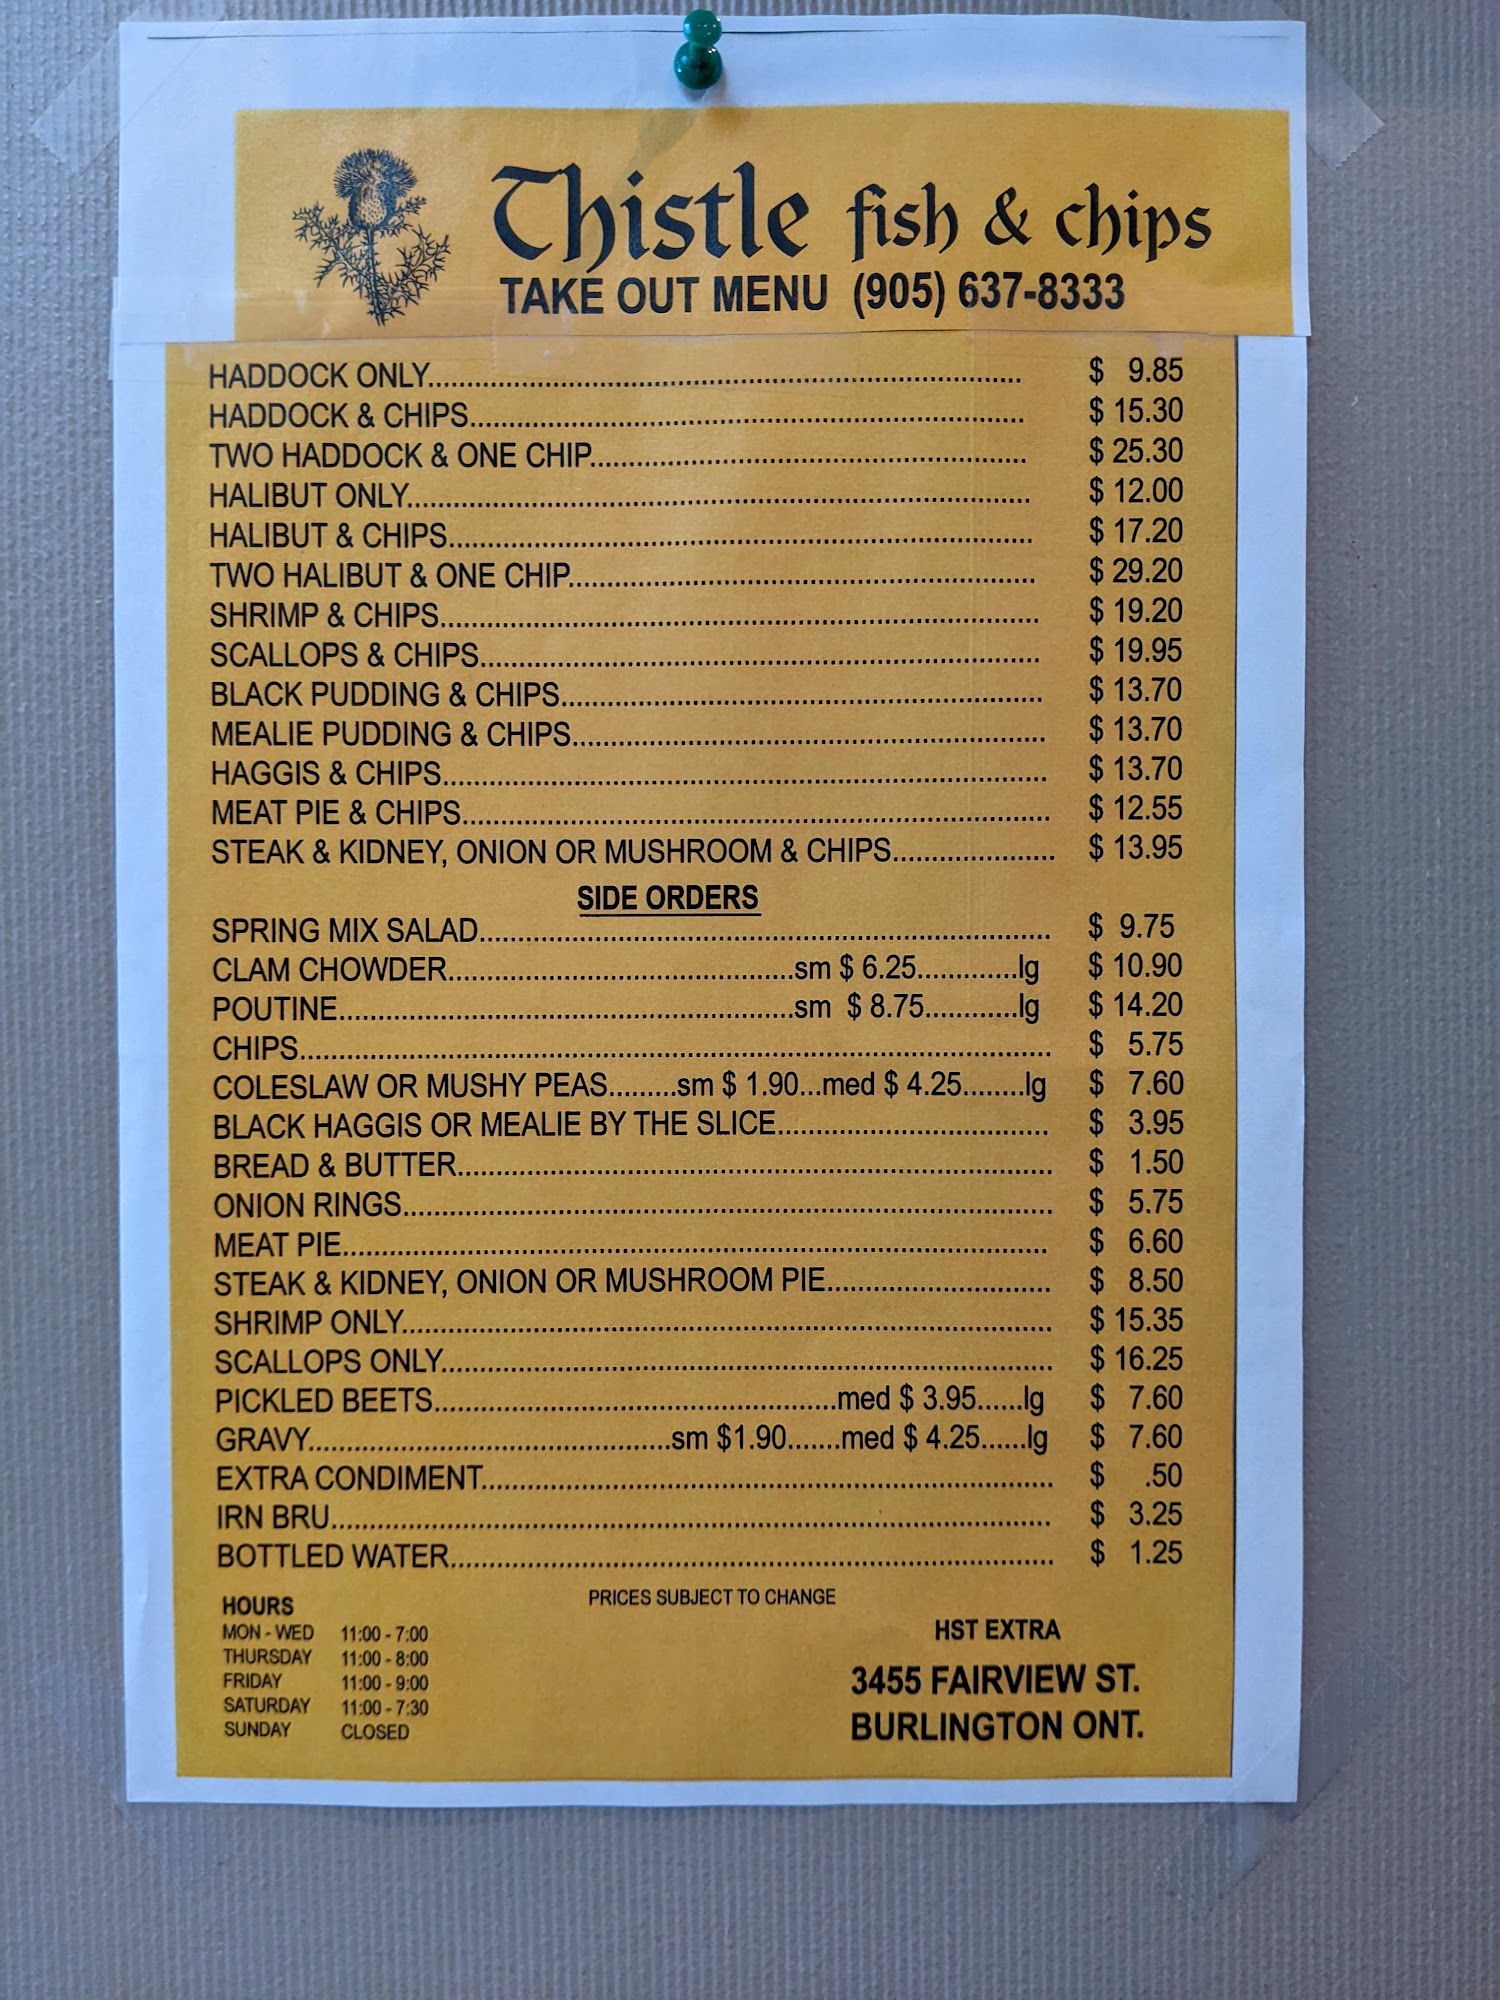 Thistle fish & chips
TAKE OUT MENU (905) 637-8333
HADDOCK ONLY $ 9.85
HADDOCK & CHIPS $ 15.30
TWO HADDOCK & ONE CHIP $ 25.30
HALIBUT ONLY $ 12.00
HALIBUT & CHIPS $ 17.20
TWO HALIBUT & ONE CHIP $ 29.20
SHRIMP & CHIPS $ 19.20
SCALLOPS & CHIPS $ 19.95
BLACK PUDDING & CHIPS $ 13.70
MEALIE PUDDING & CHIPS $ 13.70
HAGGIS & CHIPS $ 13.70
MEAT PIE & CHIPS $ 12.55
STEAK & KIDNEY, ONION OR MUSHROOM & CHIPS $ 13.95
SIDE ORDERS
SPRING MIX SALAD $ 9.75
CLAM CHOWDER sm $ 6.25 lg $ 10.90
POUTINE sm $ 8.75 lg $ 14.20
CHIPS $ 5.75
COLESLAW OR MUSHY PEAS sm $ 1.90 med $ 4.25 lg $ 7.60
BLACK HAGGIS OR MEALIE BY THE SLICE $ 3.95
BREAD & BUTTER $ 1.50
ONION RINGS $ 5.75
MEAT PIE $ 6.60
STEAK & KIDNEY, ONION OR MUSHROOM PIE $ 8.50
SHRIMP ONLY $ 15.35
SCALLOPS ONLY $ 16.25
PICKLED BEETS med $ 3.95 lg $ 7.60
GRAVY sm $1.90 med $ 4.25 lg $ 7.60
EXTRA CONDIMENT $ .50
IRN BRU $ 3.25
BOTTLED WATER $ 1.25
PRICES SUBJECT TO CHANGE
HOURS
MON - WED 11:00 - 7:00
THURSDAY 11:00 - 8:00
FRIDAY 11:00 - 9:00
SATURDAY 11:00 - 7:30
SUNDAY CLOSED
HST EXTRA
3455 FAIRVIEW ST.
BURLINGTON ONT.